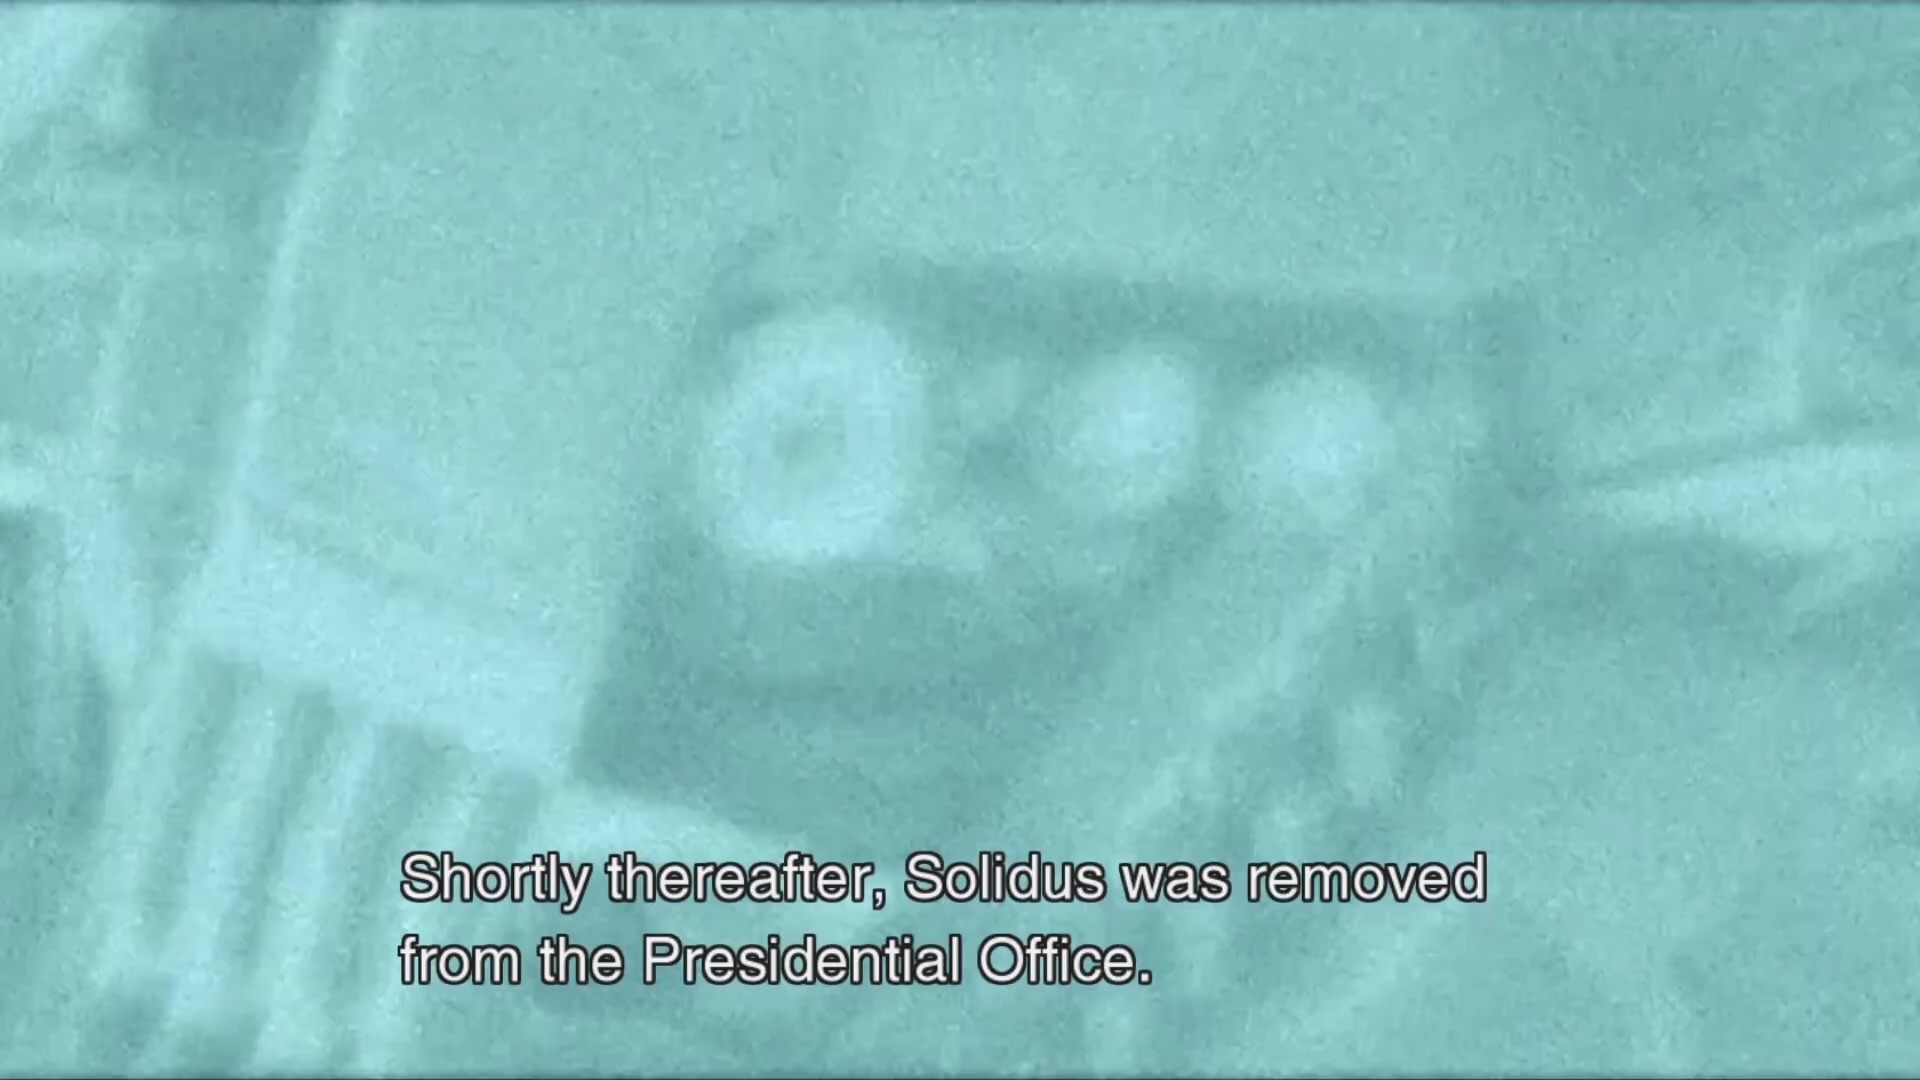 Shortly thereafter, Solidus was removed
from the Presidential Office.